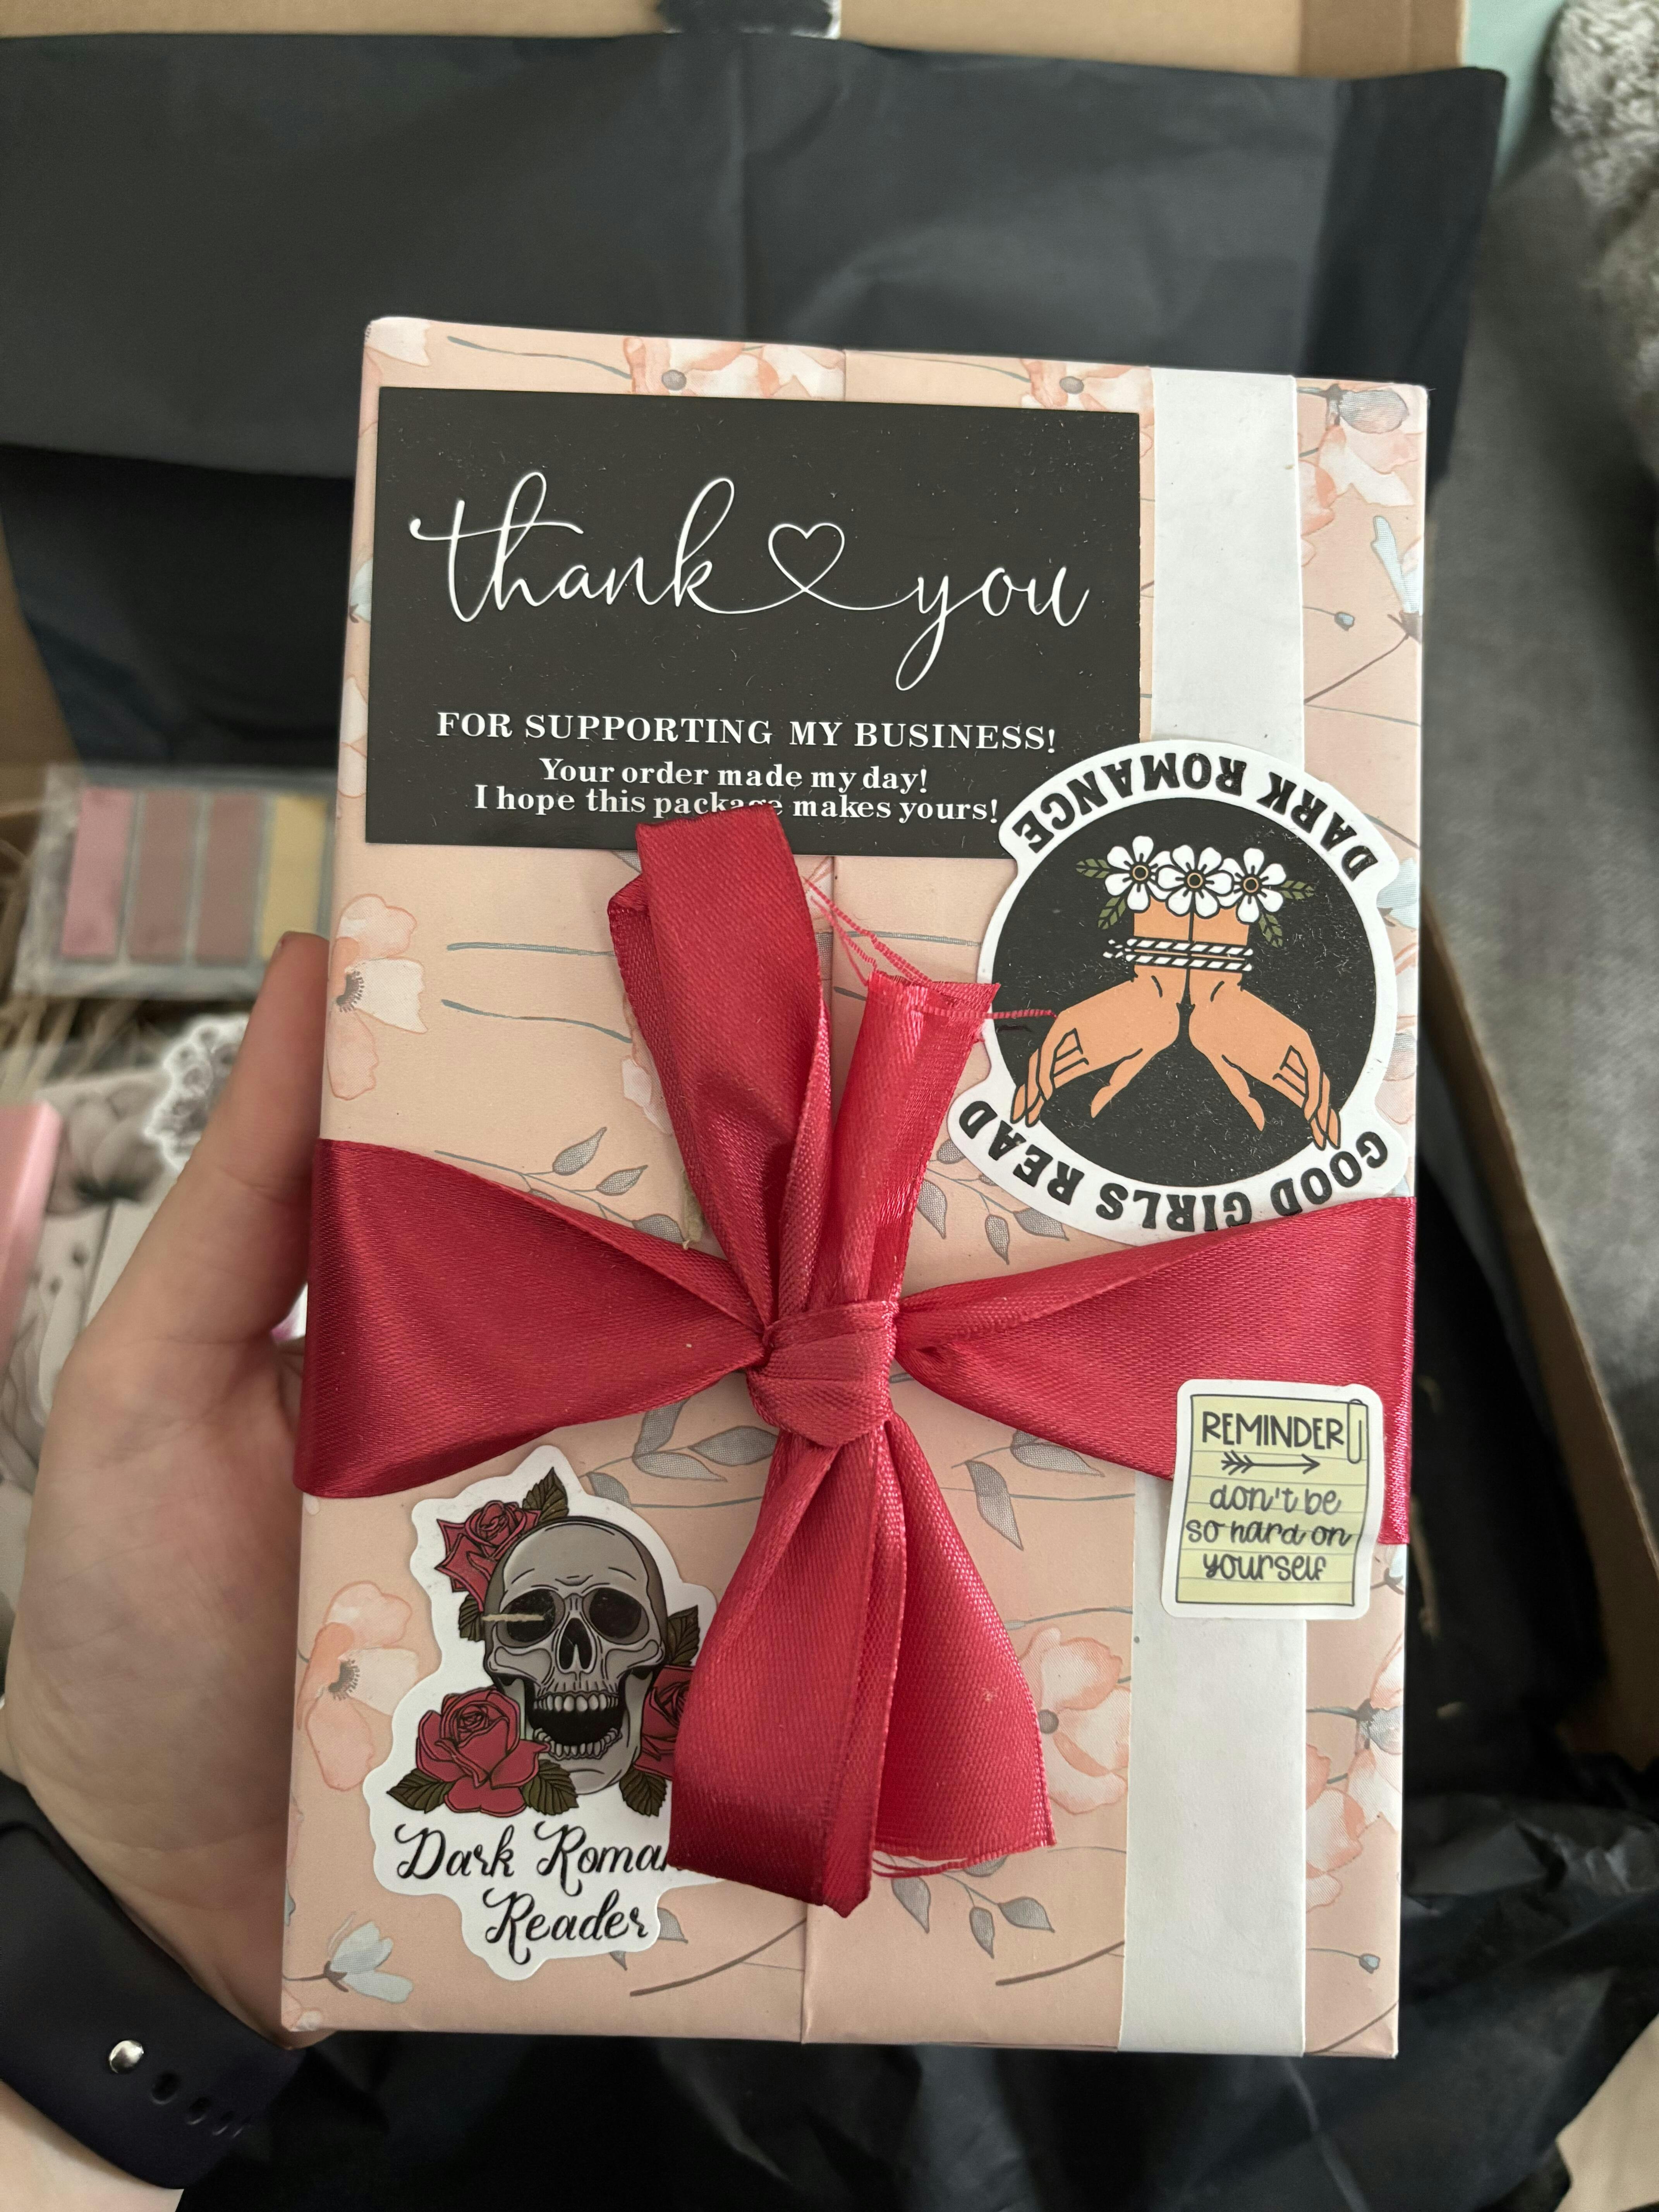 thank you
FOR SUPPORTING MY BUSINESS!
Your order made my day!
I hope this package makes yours!
GOOD GIRLS READ
DARK ROMANCE
REMINDER
don't be
so hard on
yourself
Dark
Reader